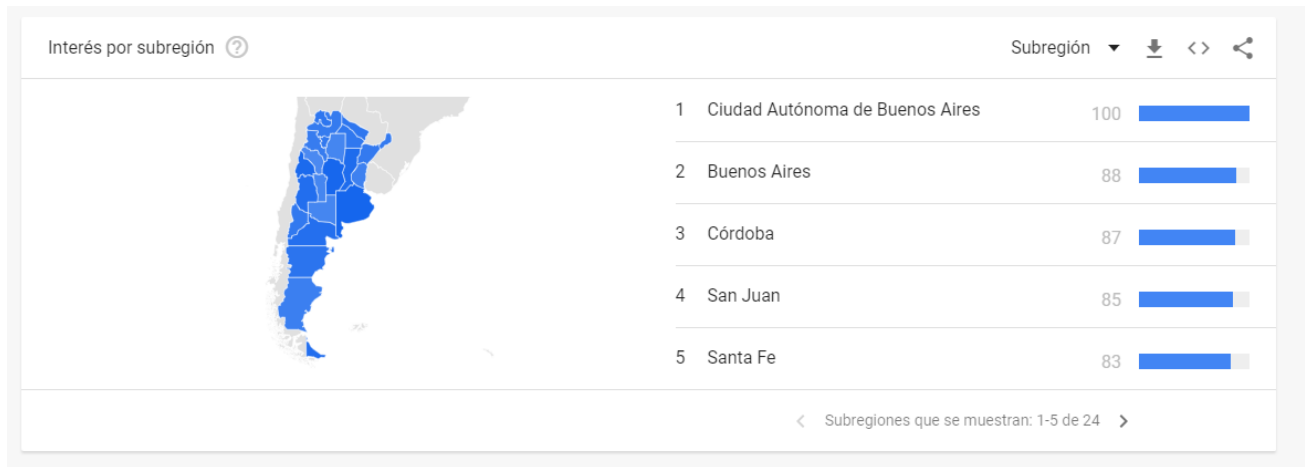 Interés por subregión
Subregión
1 Ciudad Autónoma de Buenos Aires 100
2 Buenos Aires 88
3 Córdoba 87
4 San Juan 85
5 Santa Fe 83
Subregiones que se muestran: 1-5 de 24